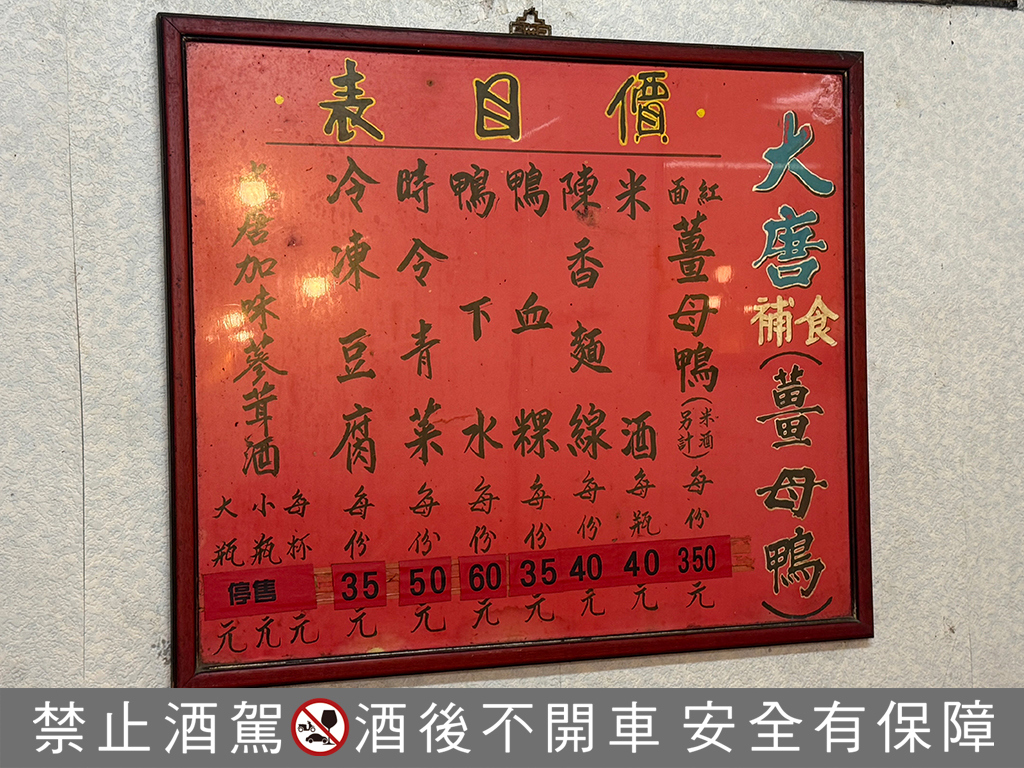 大唐補食(薑母鴨)
價目表
紅面薑母鴨(米酒另計)每份350元
米酒每瓶40元
陳香麵線每份40元
鴨血粿每份35元
鴨下水每份60元
時令青菜每份50元
冷凍豆腐每份35元
大唐加味蔘茸酒
每杯 元
小瓶 元
大瓶 元
停售
禁止酒駕 酒後不開車 安全有保障